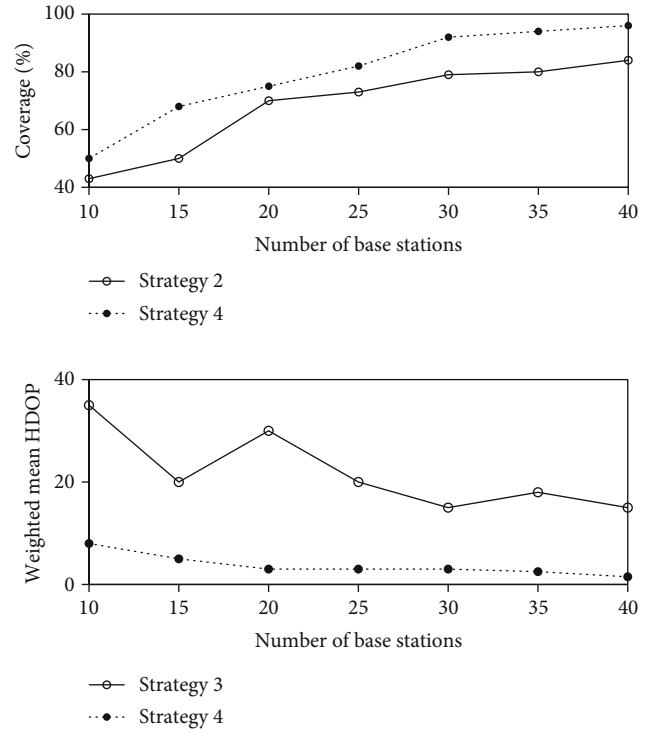 100
80
60
40
Coverage (%)
10 15 20 25 30 35 40
Number of base stations
Strategy 2
Strategy 4
40
20
0
Weighted mean HDOP
10 15 20 25 30 35 40
Number of base stations
Strategy 3
Strategy 4